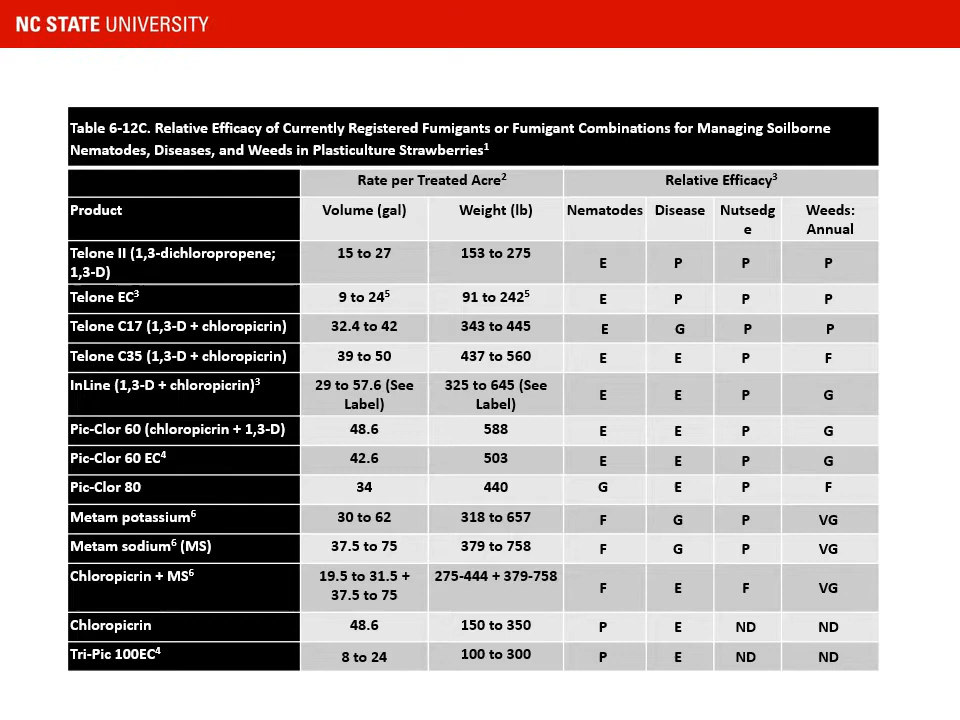 NC STATE UNIVERSITY
Table 6-12C. Relative Efficacy of Currently Registered Fumigants or Fumigant Combinations for Managing Soilborne
Nematodes, Diseases, and Weeds in Plasticulture Strawberries1
Rate per Treated Acre2 Relative Efficacy3
Product Volume (gal) Weight (lb) Nematodes Disease Nutsedg Weeds:
e Annual
Telone II (1,3-dichloropropene; 15 to 27 153 to 275
1,3-D) E P P P
Telone EC3 9 to 245 91 to 2425 E P P P
Telone C17 (1,3-D + chloropicrin) 32.4 to 42 343 to 445 E G P P
Telone C35 (1,3-D + chloropicrin) 39 to 50 437 to 560 E E P F
InLine (1,3-D + chloropicrin)3 29 to 57.6 (See 325 to 645 (See
Label) Label) E E P G
Pic-Clor 60 (chloropicrin + 1,3-D) 48.6 588 E E P G
Pic-Clor 60 EC4 42.6 503 E E P G
Pic-Clor 80 34 440 G E P F
Metam potassium6 30 to 62 318 to 657 F G P VG
Metam sodium6 (MS) 37.5 to 75 379 to 758 F G P VG
Chloropicrin + MS6 19.5 to 31.5 + 275-444 + 379-758
37.5 to 75 F E F VG
Chloropicrin 48.6 150 to 350 P E ND ND
Tri-Pic 100EC4 8 to 24 100 to 300 P E ND ND